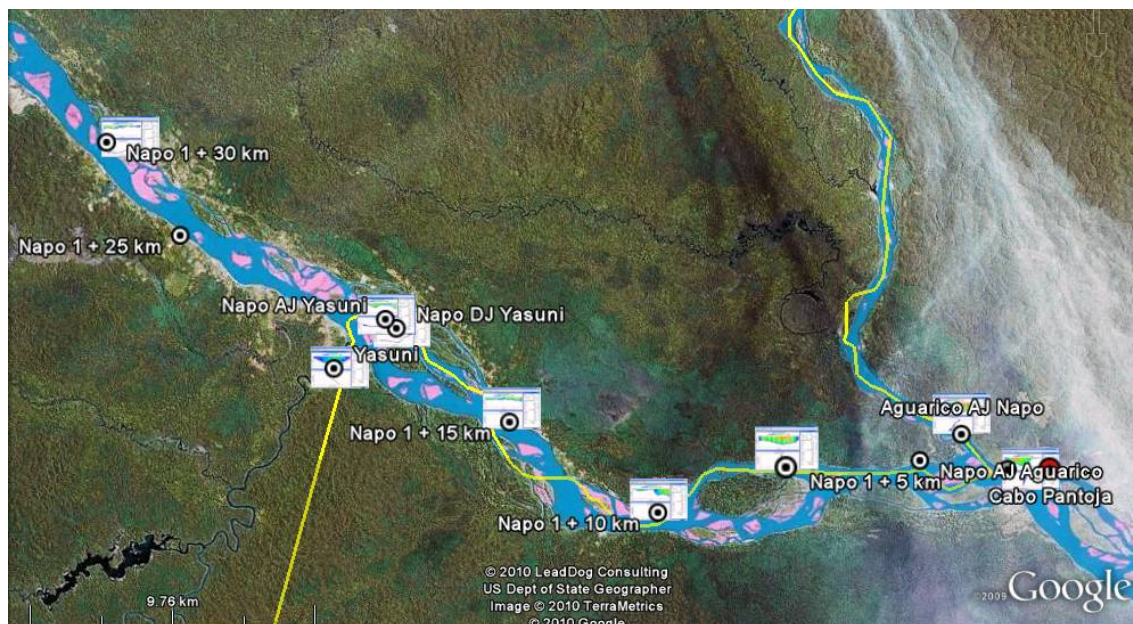 Napo 1 + 30 km
Napo 1 + 25 km
Napo AJ Yasuni
Napo DJ Yasuni
Yasuni
Napo 1 + 15 km
Aguarico AJ Napo
Napo AJ Aguarico
Napo 1 + 5 km
Cabo Pantoja
Napo 1 + 10 km
© 2010 LeadDog Consulting
US Dept of State Geographer
Image © 2010 TerraMetrics
© 2010 Google
9.76 km
©2009 Google